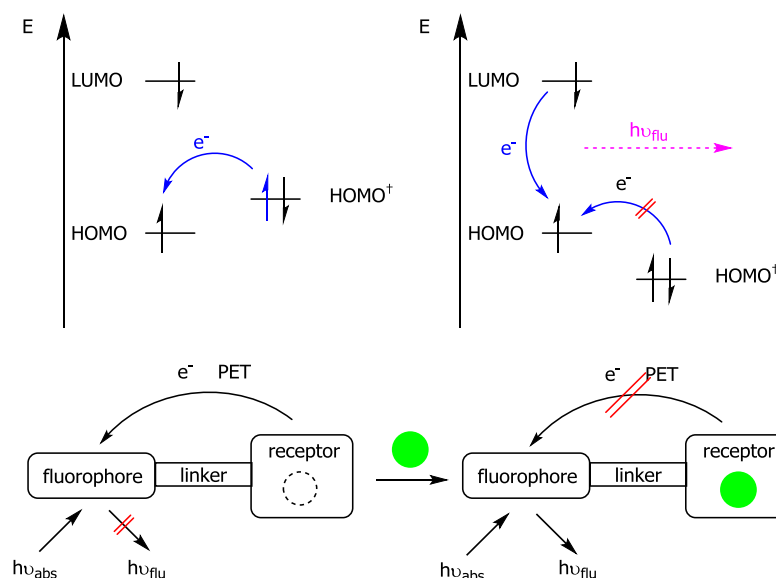 E
LUMO
e⁻
HOMO†
HOMO
E
LUMO
hυflu
e⁻
e⁻
HOMO
HOMO†
e⁻ PET
receptor
fluorophore
linker
hυabs
hυflu
e⁻ PET
receptor
fluorophore
linker
hυabs
hυflu